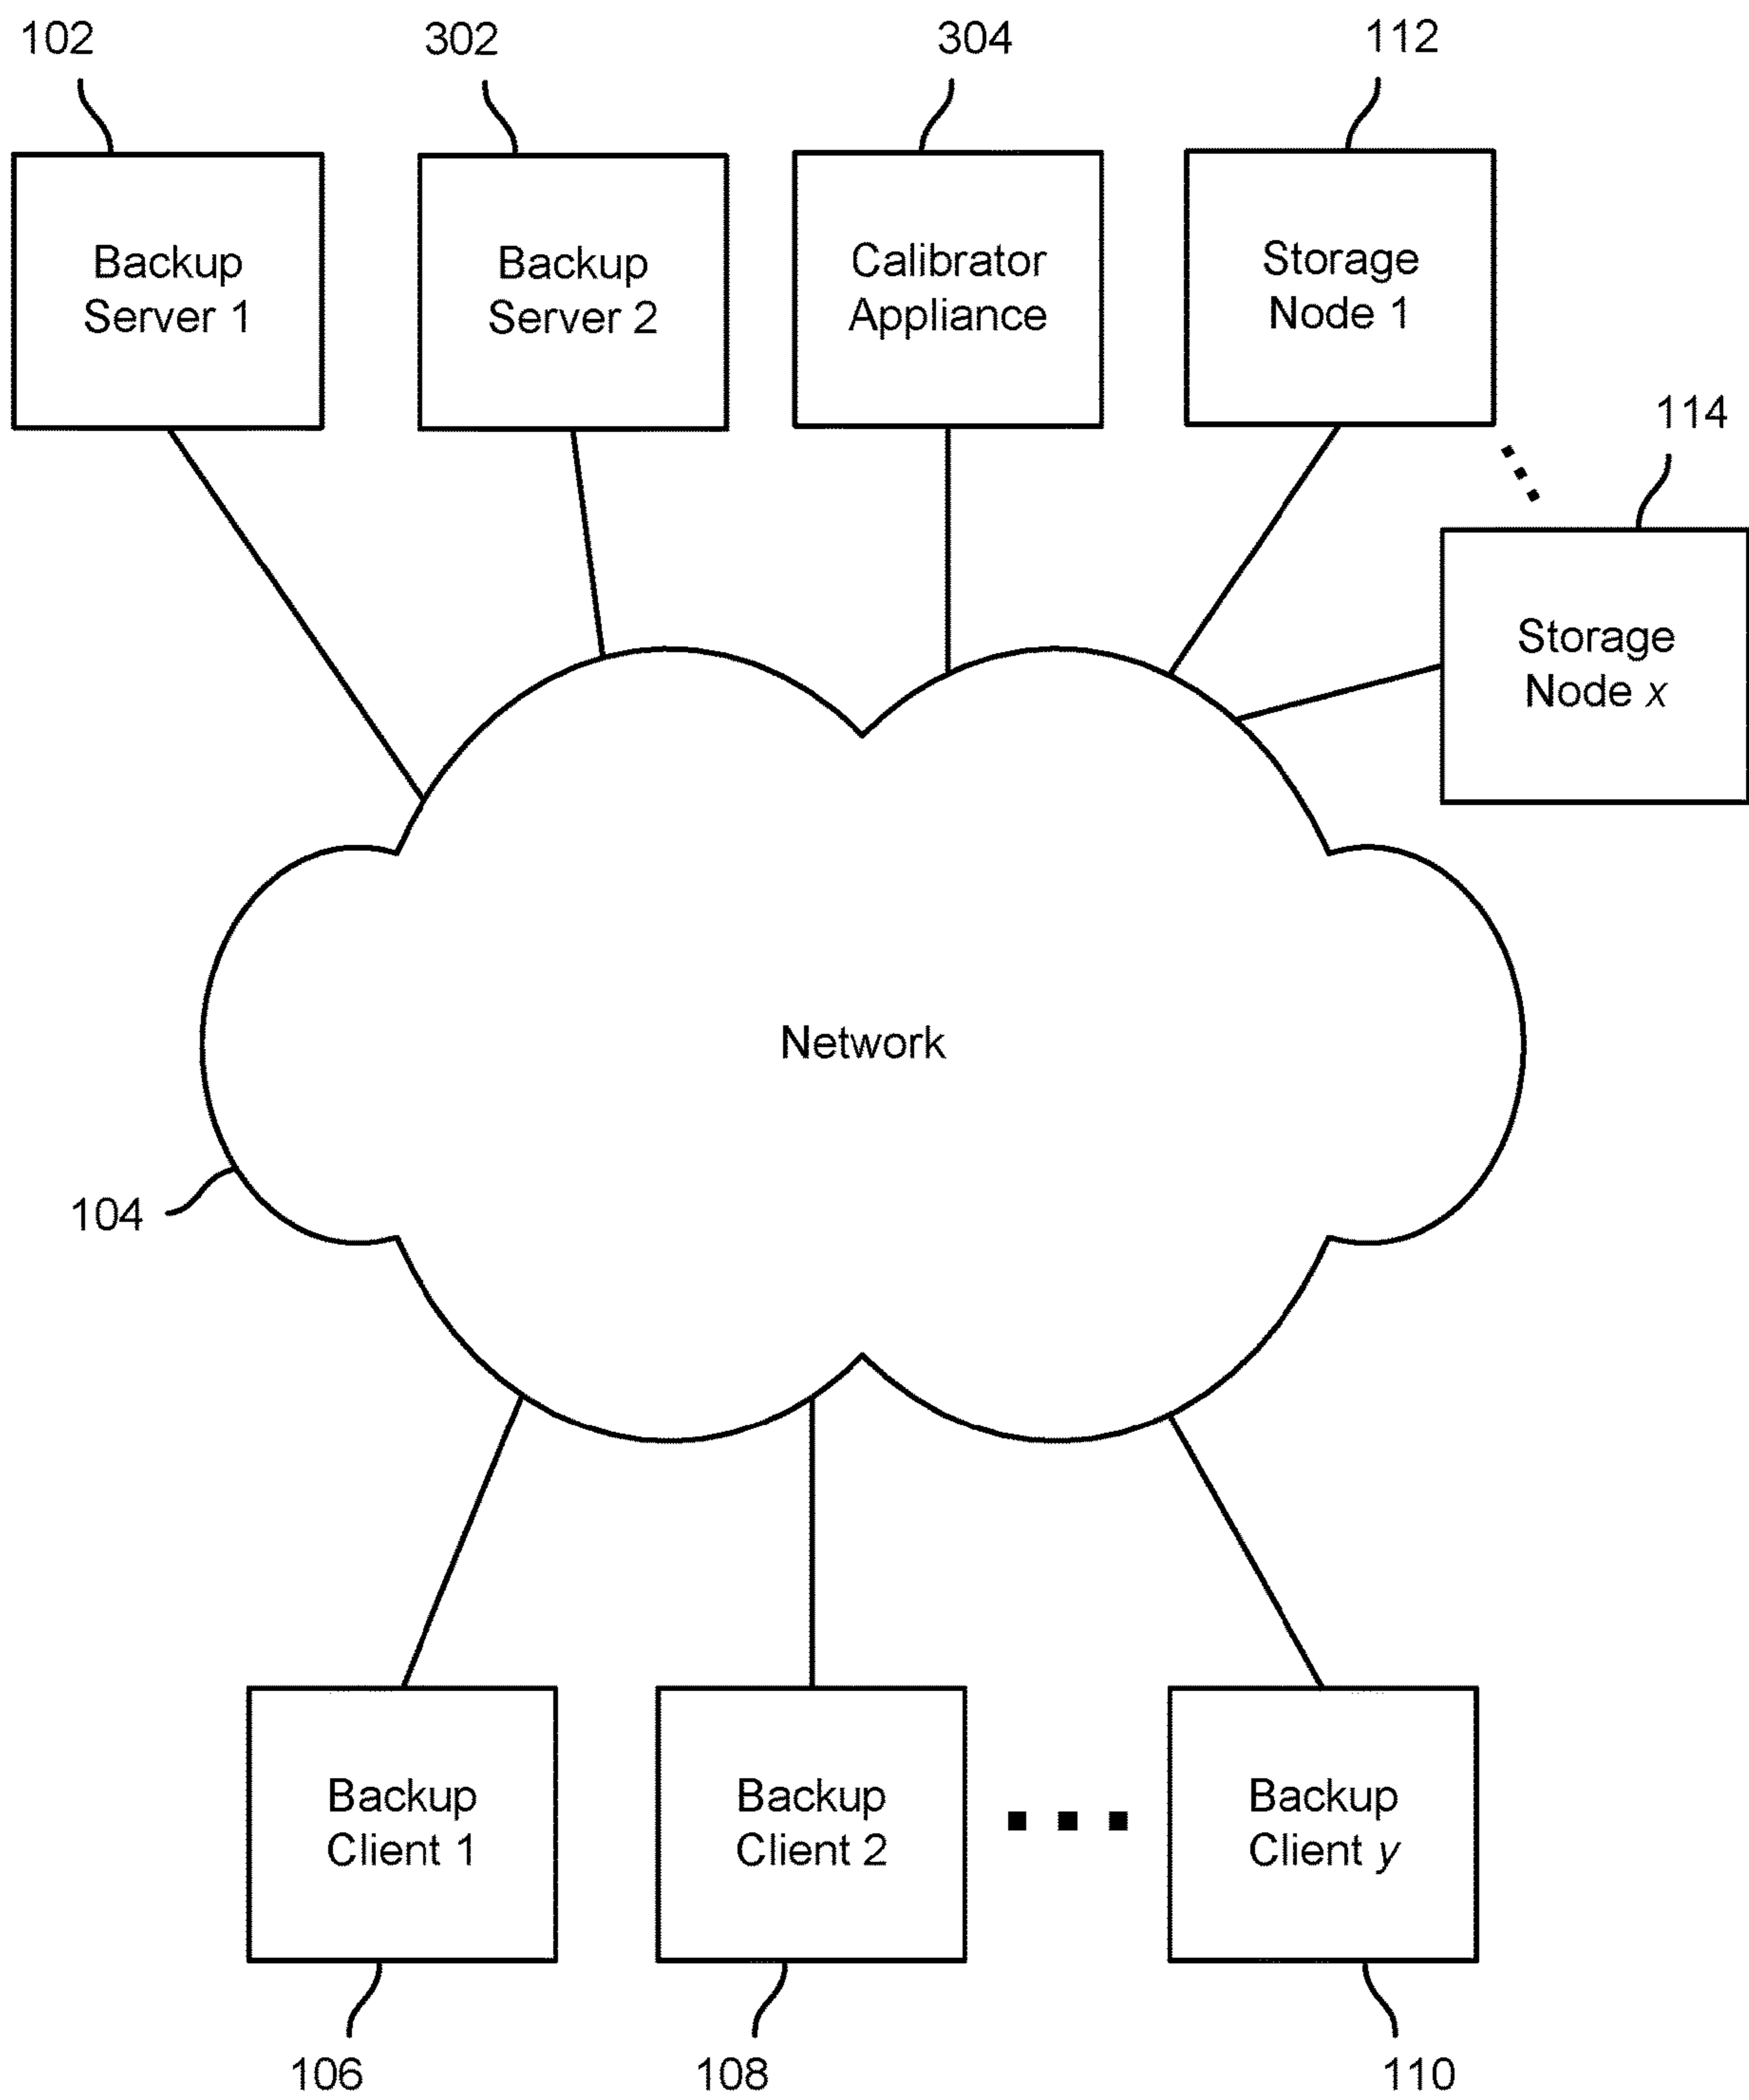 102
302
304
112
Backup
Server 1
Backup
Server 2
Calibrator
Appliance
Storage
Node 1
114
Storage
Node x
Network
104
Backup
Client 1
Backup
Client 2
Backup
Client y
106
108
110